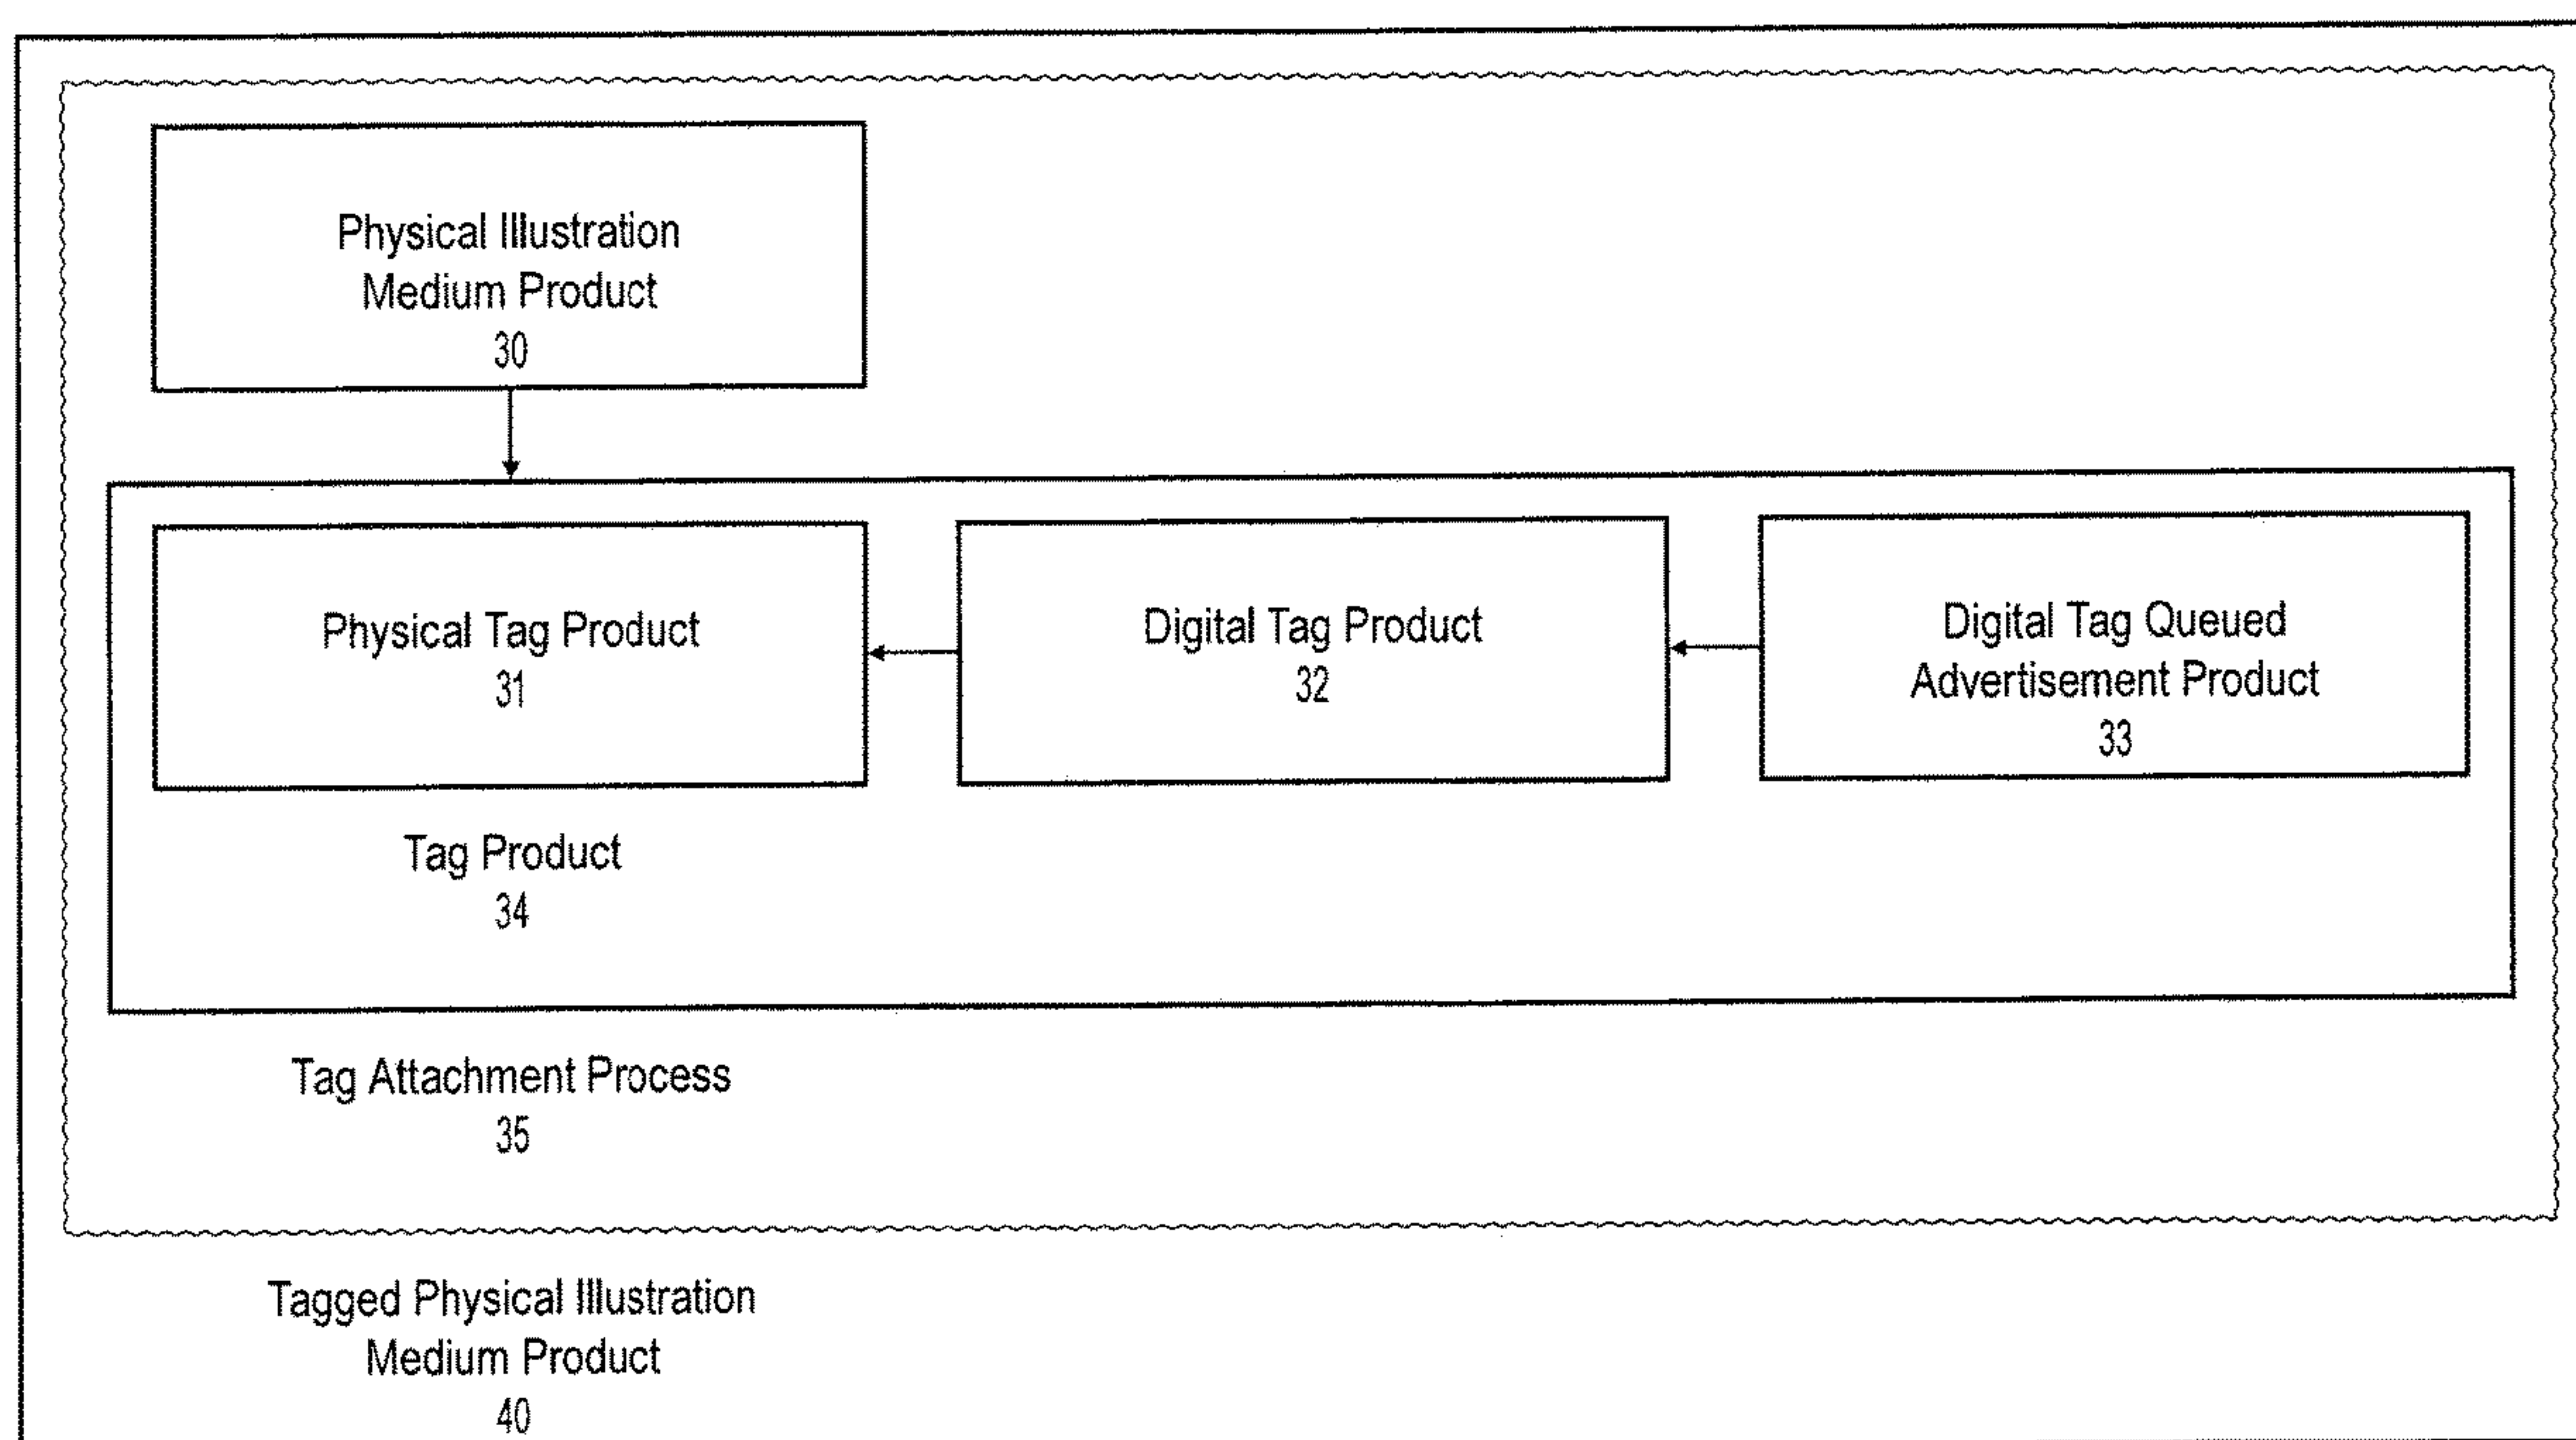 Physical Illustration
Medium Product
30
Physical Tag Product
31
Digital Tag Product
32
Digital Tag Queued
Advertisement Product
33
Tag Product
34
Tag Attachment Process
35
Tagged Physical Illustration
Medium Product
40